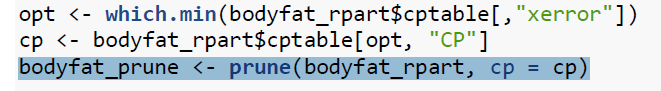 opt <- which.min(bodyfat_rpart$cptable[,"xerror"])
cp <- bodyfat_rpart$cptable[opt, "CP"]
bodyfat_prune <- prune(bodyfat_rpart, cp = cp)